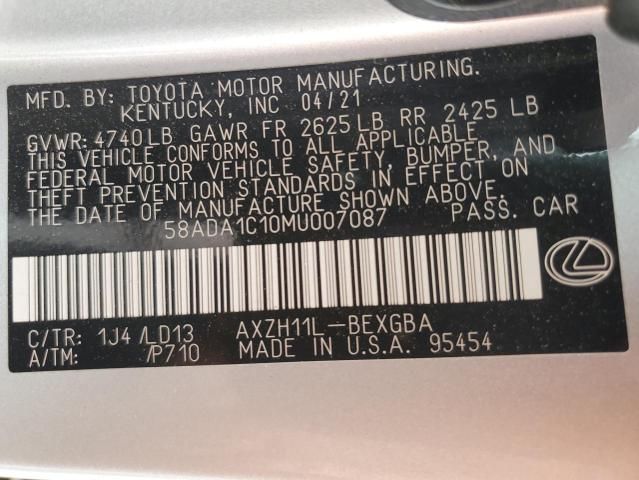 MFD. BY: TOYOTA MOTOR MANUFACTURING.
KENTUCKY, INC 04/21
GVWR: 4740LB GAWR FR 2625LB RR 2425LB
THIS VEHICLE CONFORMS TO ALL APPLICABLE
FEDERAL MOTOR VEHICLE SAFETY, BUMPER, AND
THEFT PREVENTION STANDARDS IN EFFECT ON
THE DATE OF MANUFACTURE SHOWN ABOVE.
58ADA1C10MU007087 PASS. CAR
C/TR: 1J4 /LD13 AXZH11L-BEXGBA
A/TM: /P710 MADE IN U.S.A. 95454